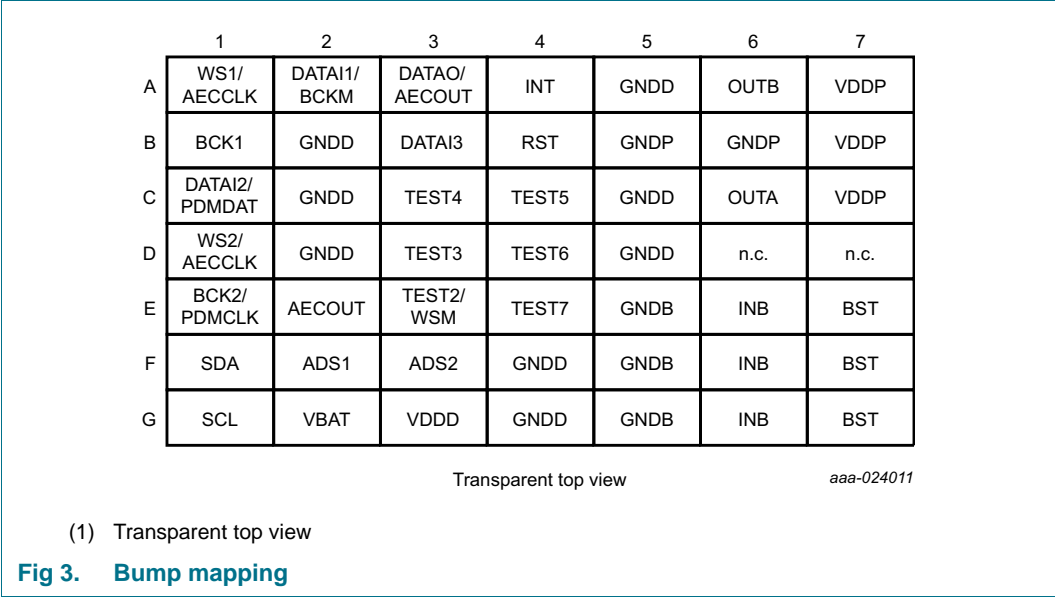 1 2 3 4 5 6 7
A WS1/ AECCLK DATAI1/ BCKM DATAO/ AECOUT INT GNDD OUTB VDDP
B BCK1 GNDD DATAI3 RST GNDP GNDP VDDP
C DATAI2/ PDMDAT GNDD TEST4 TEST5 GNDD OUTA VDDP
D WS2/ AECCLK GNDD TEST3 TEST6 GNDD n.c. n.c.
E BCK2/ PDMCLK AECOUT TEST2/ WSM TEST7 GNDB INB BST
F SDA ADS1 ADS2 GNDD GNDB INB BST
G SCL VBAT VDDD GNDD GNDB INB BST
Transparent top view aaa-024011
(1) Transparent top view
Fig 3. Bump mapping